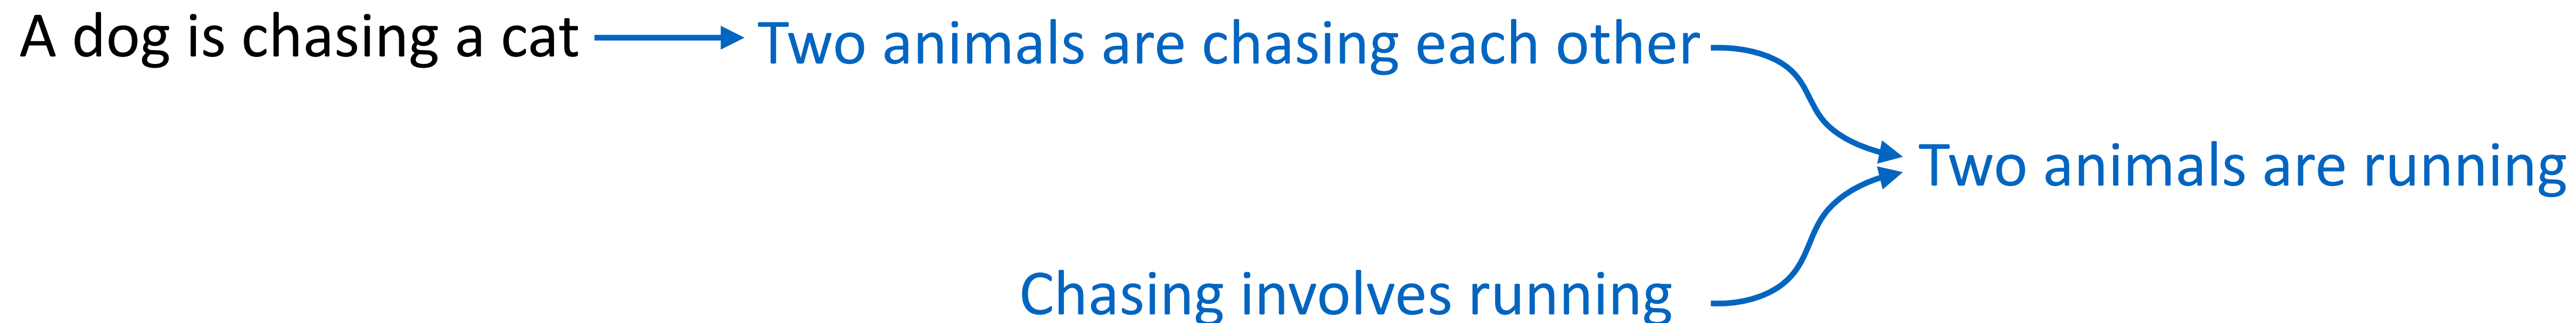 A dog is chasing a cat
Two animals are chasing each other
Two animals are running
Chasing involves running